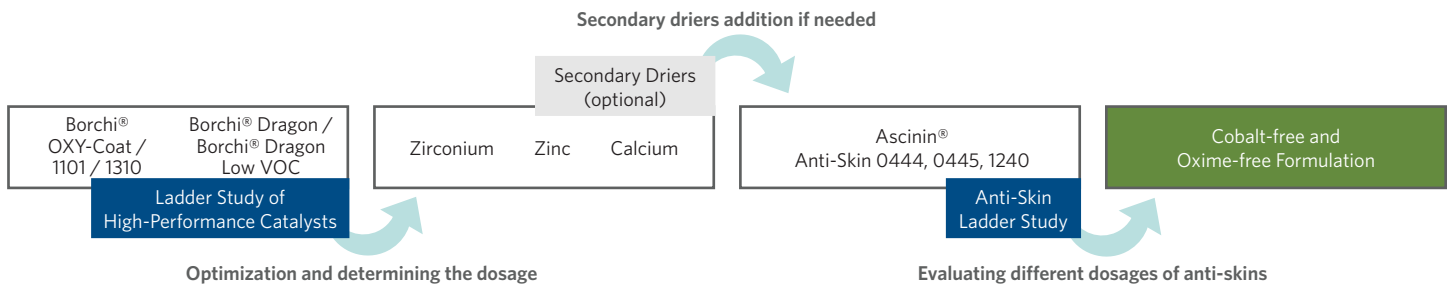 Secondary driers addition if needed
Secondary Driers
(optional)
Borchi®
OXY-Coat /
1101 / 1310
Borchi® Dragon /
Borchi® Dragon
Low VOC
Ladder Study of
High-Performance Catalysts
Optimization and determining the dosage
Zirconium Zinc Calcium
Ascinin®
Anti-Skin 0444, 0445, 1240
Anti-Skin
Ladder Study
Evaluating different dosages of anti-skins
Cobalt-free and
Oxime-free Formulation